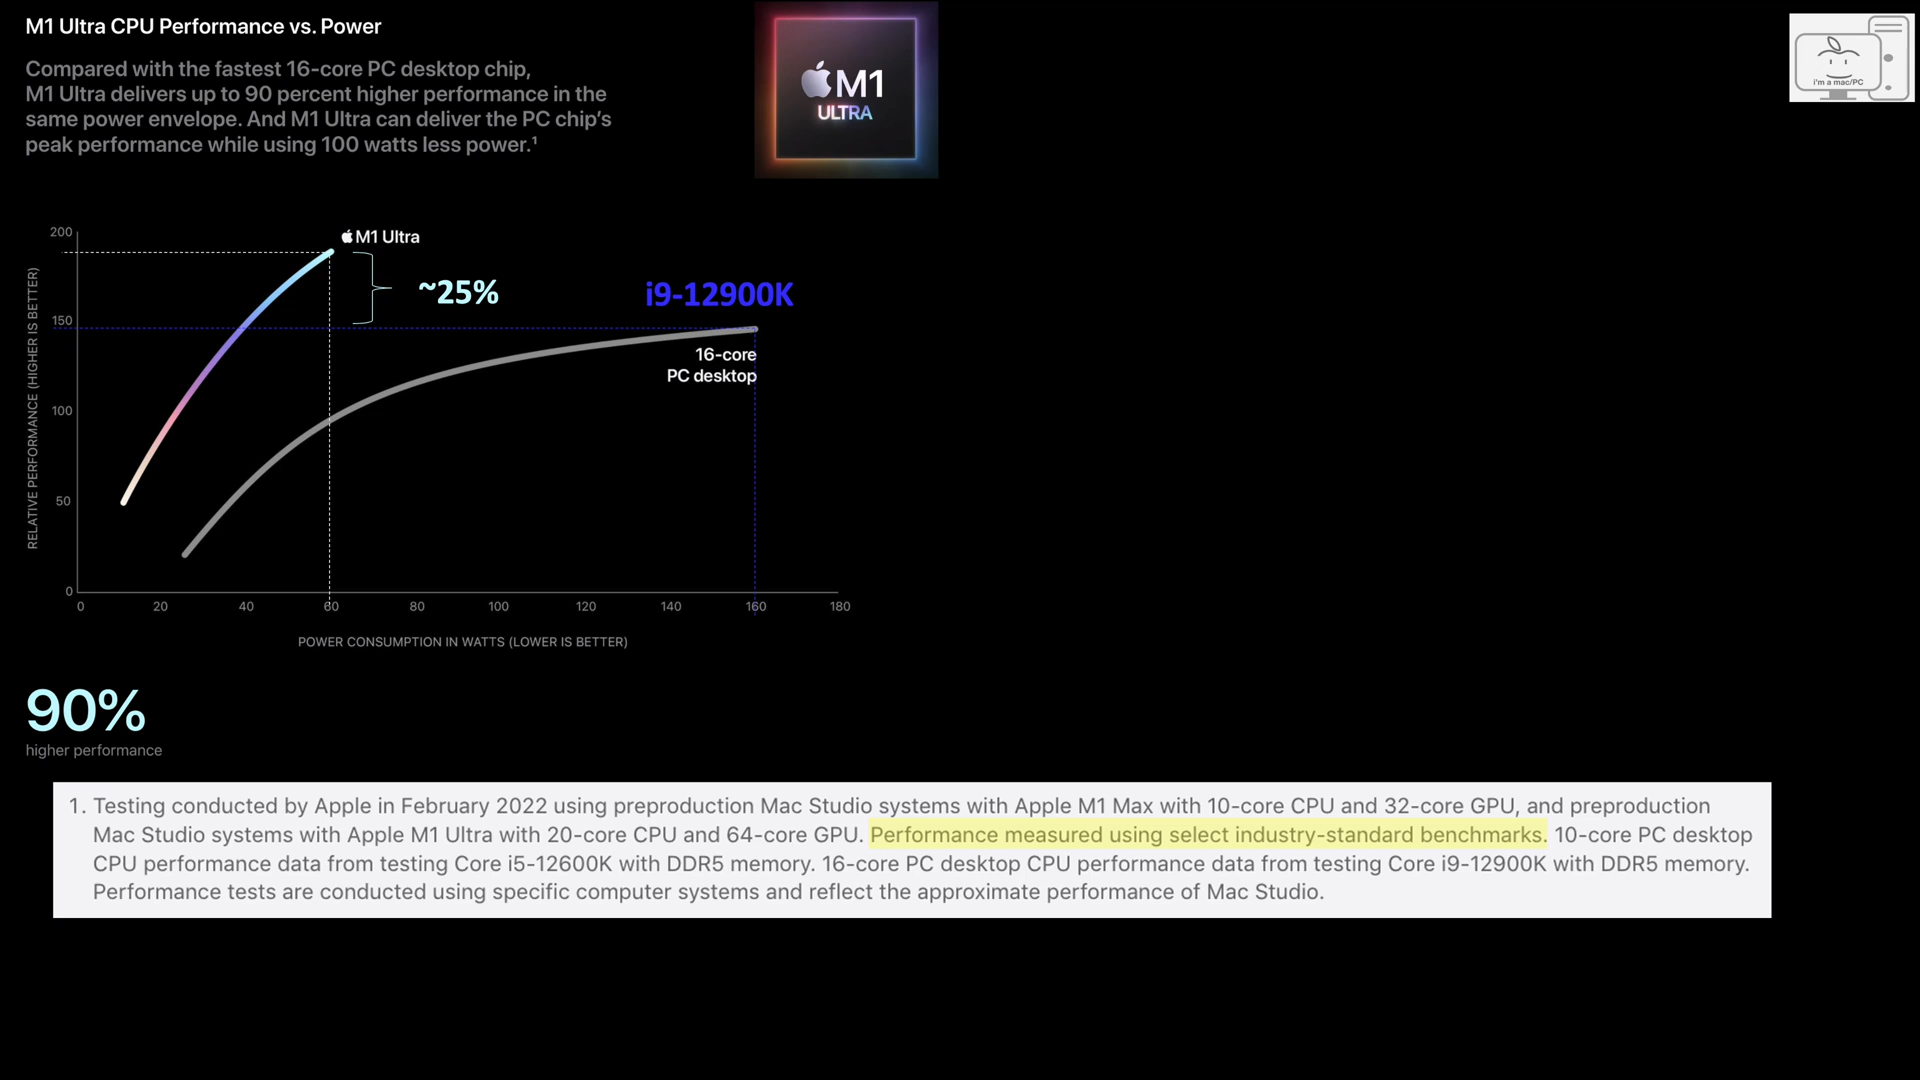 M1 Ultra CPU Performance vs. Power
Compared with the fastest 16-core PC desktop chip,
M1 Ultra delivers up to 90 percent higher performance in the
same power envelope. And M1 Ultra can deliver the PC chip’s
peak performance while using 100 watts less power.¹
M1
ULTRA
i'm a mac/PC
RELATIVE PERFORMANCE (HIGHER IS BETTER)
200
150
100
50
0
M1 Ultra
~25%
i9-12900K
16-core
PC desktop
0 20 40 60 80 100 120 140 160 180
POWER CONSUMPTION IN WATTS (LOWER IS BETTER)
90%
higher performance
1. Testing conducted by Apple in February 2022 using preproduction Mac Studio systems with Apple M1 Max with 10-core CPU and 32-core GPU, and preproduction
Mac Studio systems with Apple M1 Ultra with 20-core CPU and 64-core GPU. Performance measured using select industry-standard benchmarks. 10-core PC desktop
CPU performance data from testing Core i5-12600K with DDR5 memory. 16-core PC desktop CPU performance data from testing Core i9-12900K with DDR5 memory.
Performance tests are conducted using specific computer systems and reflect the approximate performance of Mac Studio.